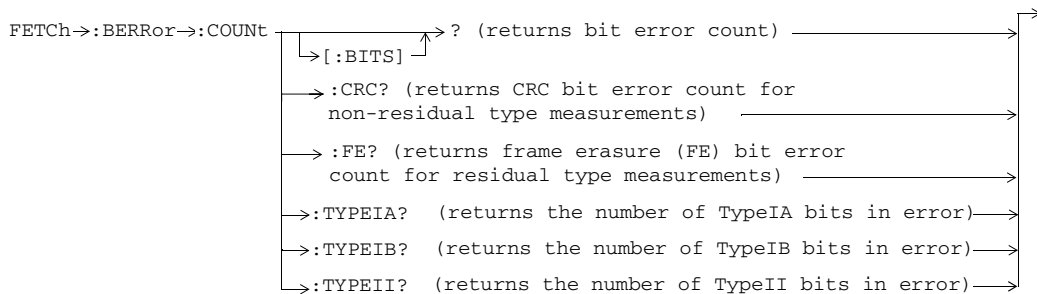 FETCh :BERRor :COUNt ? (returns bit error count)
[:BITS]
:CRC? (returns CRC bit error count for
non-residual type measurements)
:FE? (returns frame erasure (FE) bit error
count for residual type measurements)
:TYPEIA? (returns the number of TypeIA bits in error)
:TYPEIB? (returns the number of TypeIB bits in error)
:TYPEII? (returns the number of TypeII bits in error)